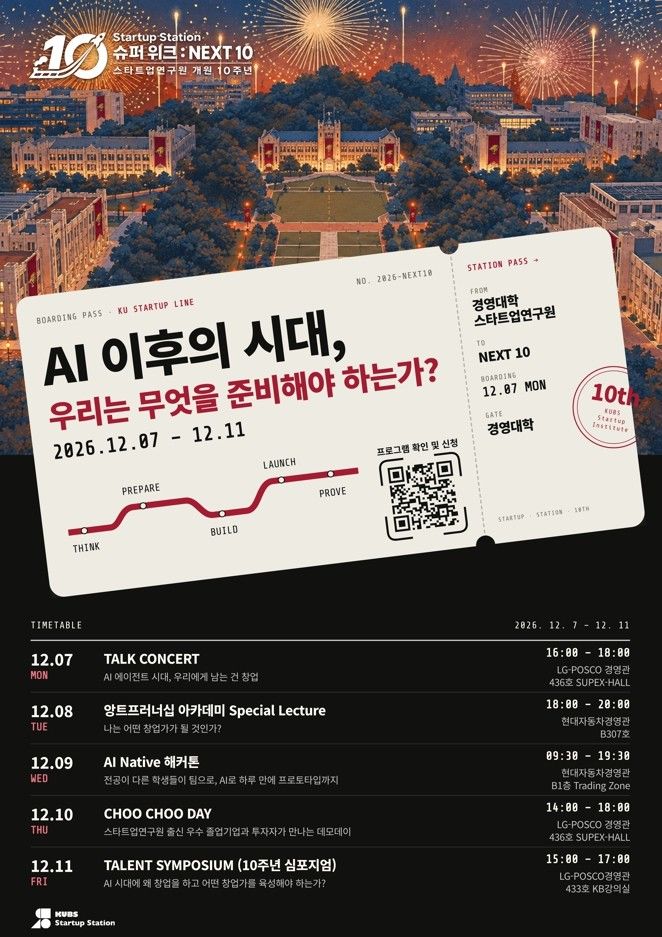 10
Startup Station
슈퍼 위크 : NEXT 10
스타트업연구원 개원 10주년
BOARDING PASS · KU STARTUP LINE
NO. 2026-NEXT10
AI 이후의 시대,
우리는 무엇을 준비해야 하는가?
2026.12.07 - 12.11
THINK
PREPARE
BUILD
LAUNCH
PROVE
프로그램 확인 및 신청
STATION PASS →
FROM
경영대학
스타트업연구원
TO
NEXT 10
BOARDING
12.07 MON
GATE
경영대학
10th
KUBS
Startup
Institute
STARTUP · STATION · 10TH
TIMETABLE
2026. 12. 7 - 12. 11
12.07
MON
TALK CONCERT
AI 에이전트 시대, 우리에게 남는 건 창업
16:00 - 18:00
LG-POSCO 경영관
436호 SUPEX-HALL
12.08
TUE
앙트프러너십 아카데미 Special Lecture
나는 어떤 창업가가 될 것인가?
18:00 - 20:00
현대자동차경영관
B307호
12.09
WED
AI Native 해커톤
전공이 다른 학생들이 팀으로, AI로 하루 만에 프로토타입까지
09:30 - 19:30
현대자동차경영관
B1층 Trading Zone
12.10
THU
CHOO CHOO DAY
스타트업연구원 출신 우수 졸업기업과 투자자가 만나는 데모데이
14:00 - 18:00
LG-POSCO 경영관
436호 SUPEX-HALL
12.11
FRI
TALENT SYMPOSIUM (10주년 심포지엄)
AI 시대에 왜 창업을 하고 어떤 창업가를 육성해야 하는가?
15:00 - 17:00
LG-POSCO경영관
433호 KB강의실
KUBS
Startup Station